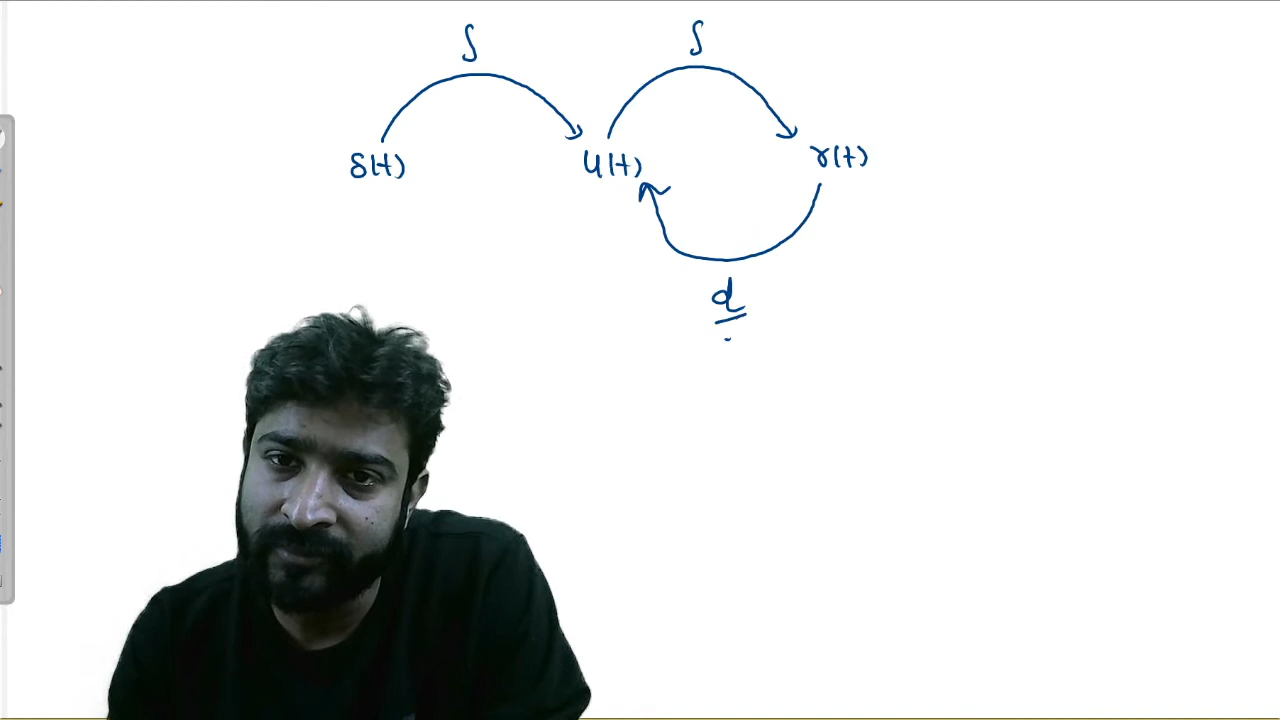 ∫ ∫
δ(t) u(t) r(t)
d